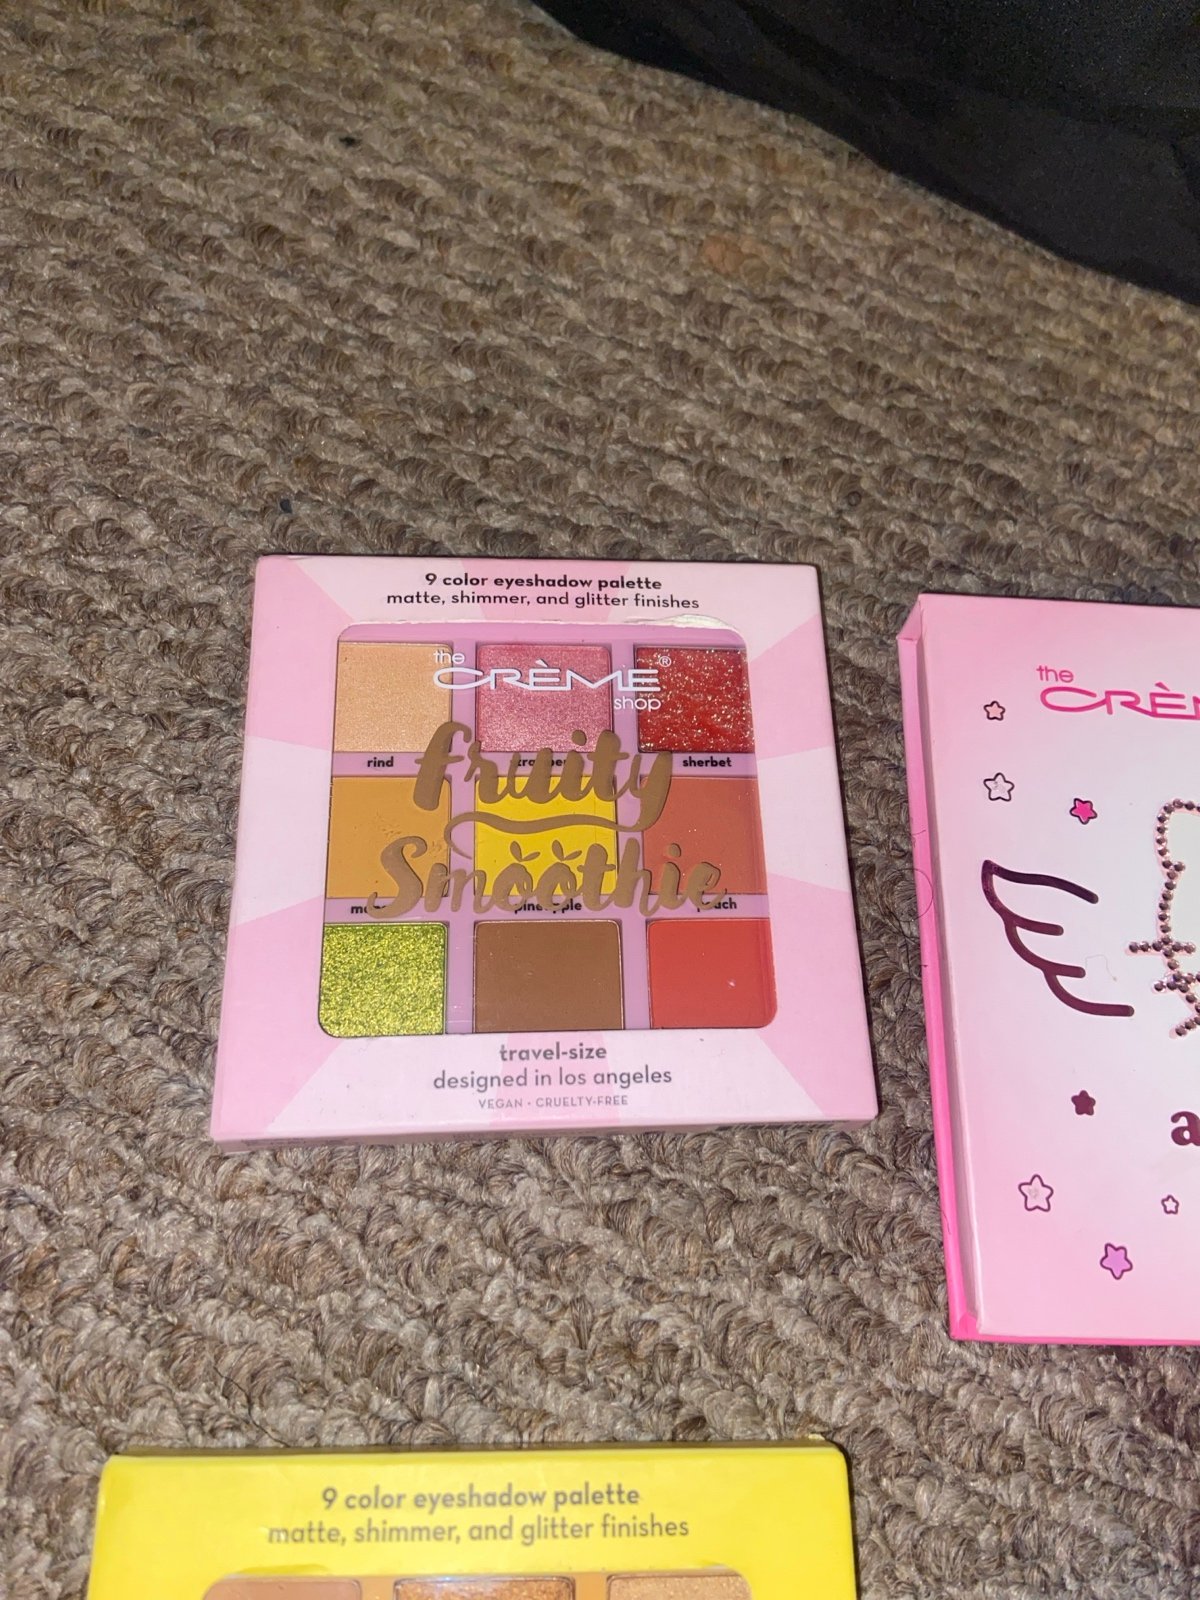 9 color eyeshadow palette
matte, shimmer, and glitter finishes
the
CRÈME®
shop
rind
sherbet
fruity
Smoothie
pineapple
peach
travel-size
designed in los angeles
VEGAN • CRUELTY-FREE
the
a
9 color eyeshadow palette
matte, shimmer, and glitter finishes